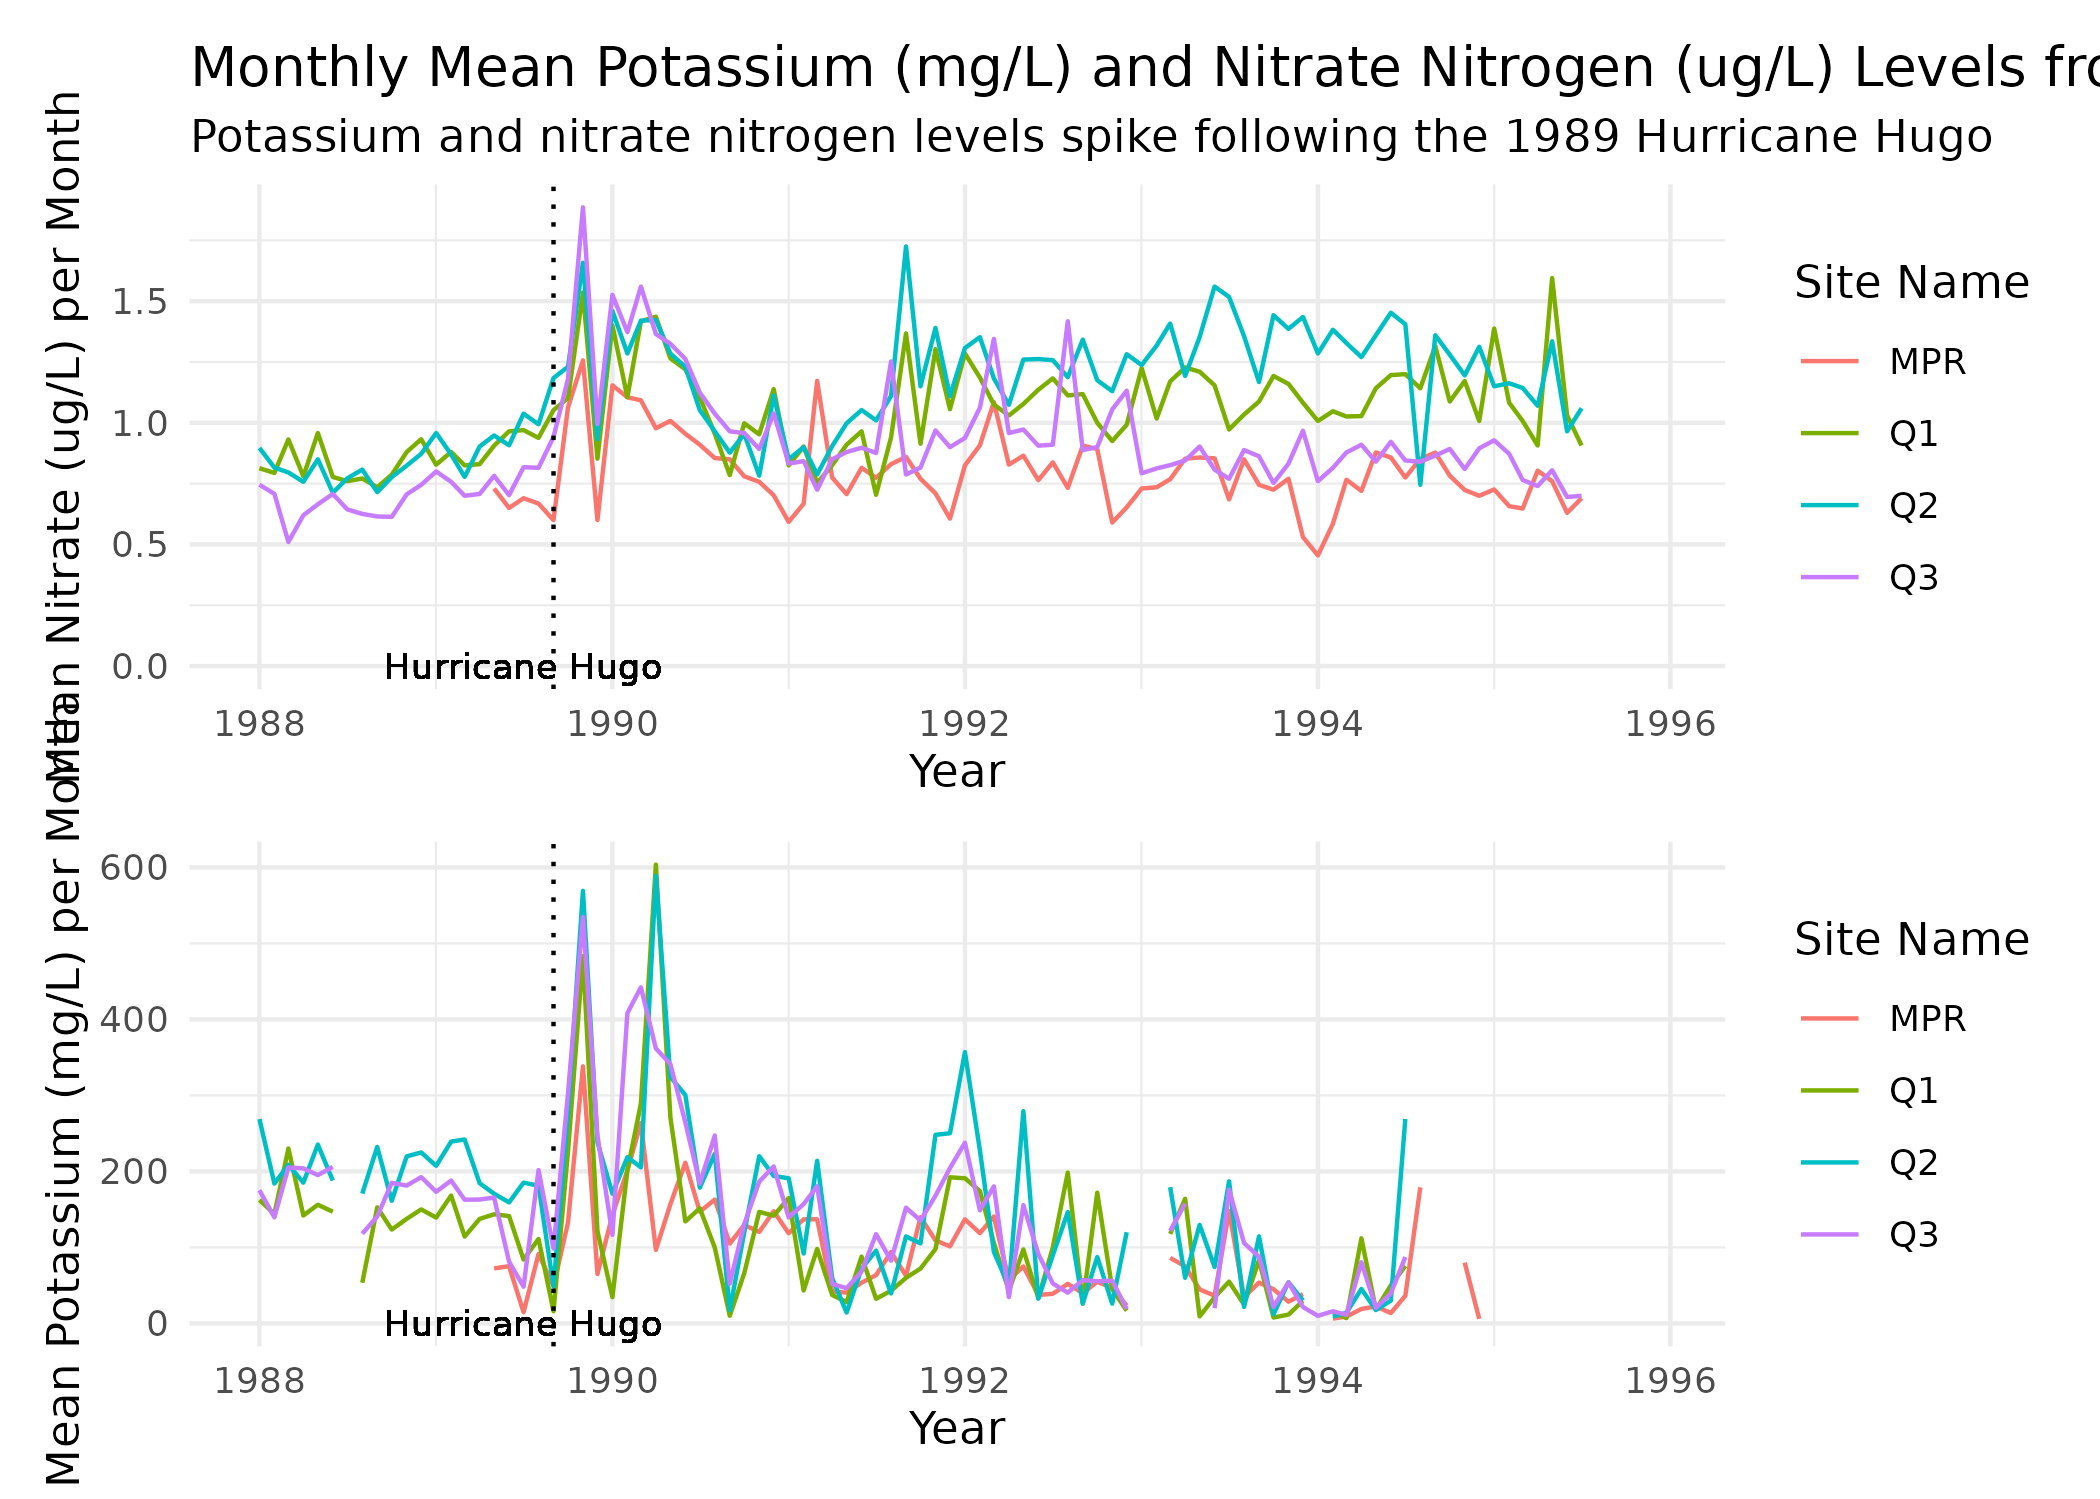 Monthly Mean Potassium (mg/L) and Nitrate Nitrogen (ug/L) Levels fro
Potassium and nitrate nitrogen levels spike following the 1989 Hurricane Hugo
Mean Nitrate (ug/L) per Month
1.5
1.0
0.5
0.0
Hurricane Hugo
1988
1990
1992
1994
1996
Year
Site Name
MPR
Q1
Q2
Q3
Mean Potassium (mg/L) per Month
600
400
200
0
Hurricane Hugo
1988
1990
1992
1994
1996
Year
Site Name
MPR
Q1
Q2
Q3